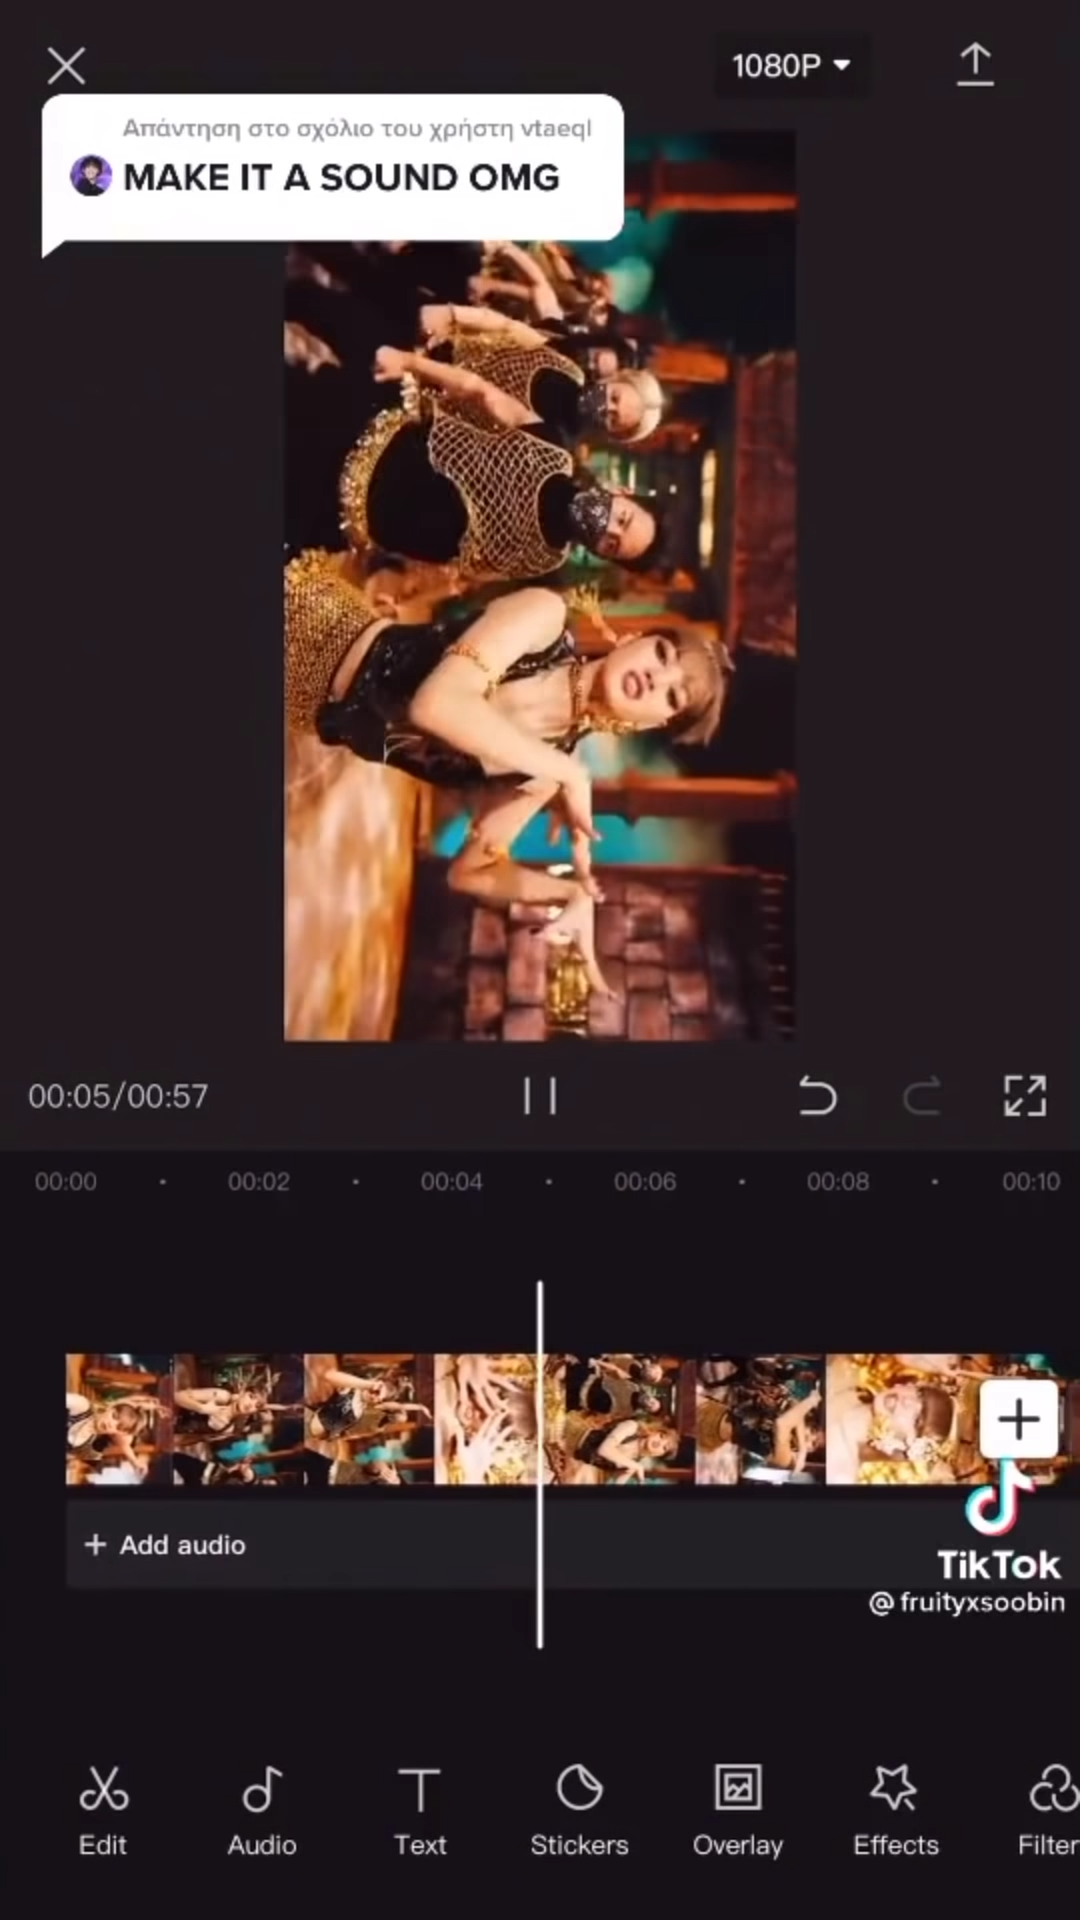 1080P
Απάντηση στο σχόλιο του χρήστη vtaeql
MAKE IT A SOUND OMG
00:05/00:57
00:00 00:02 00:04 00:06 00:08 00:10
+ Add audio
TikTok
@fruityxsoobin
Edit Audio Text Stickers Overlay Effects Filter